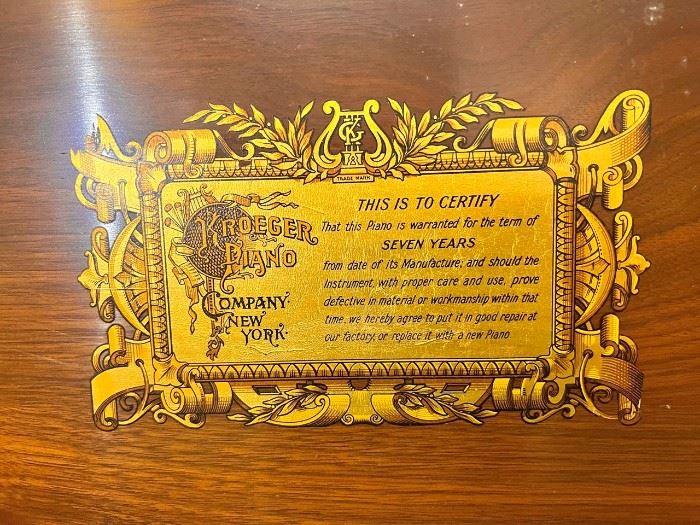 TRADE MARK
KROEGER
PIANO
COMPANY
NEW
YORK.
THIS IS TO CERTIFY
That this Piano is warranted for the term of
SEVEN YEARS
from date of its Manufacture; and should the
Instrument, with proper care and use, prove
defective in material or workmanship within that
time, we hereby agree to put it in good repair at
our factory, or replace it with a new Piano